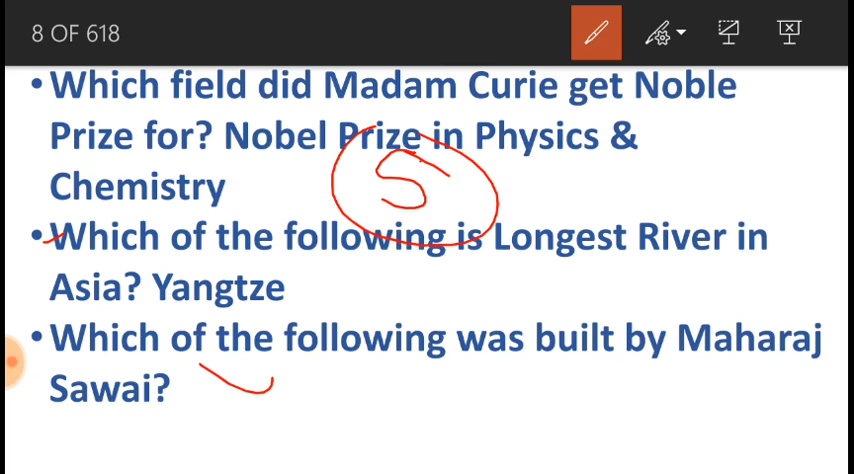 8 OF 618
•Which field did Madam Curie get Noble
Prize for? Nobel Prize in Physics &
Chemistry
5
•Which of the following is Longest River in
Asia? Yangtze
•Which of the following was built by Maharaj
Sawai?